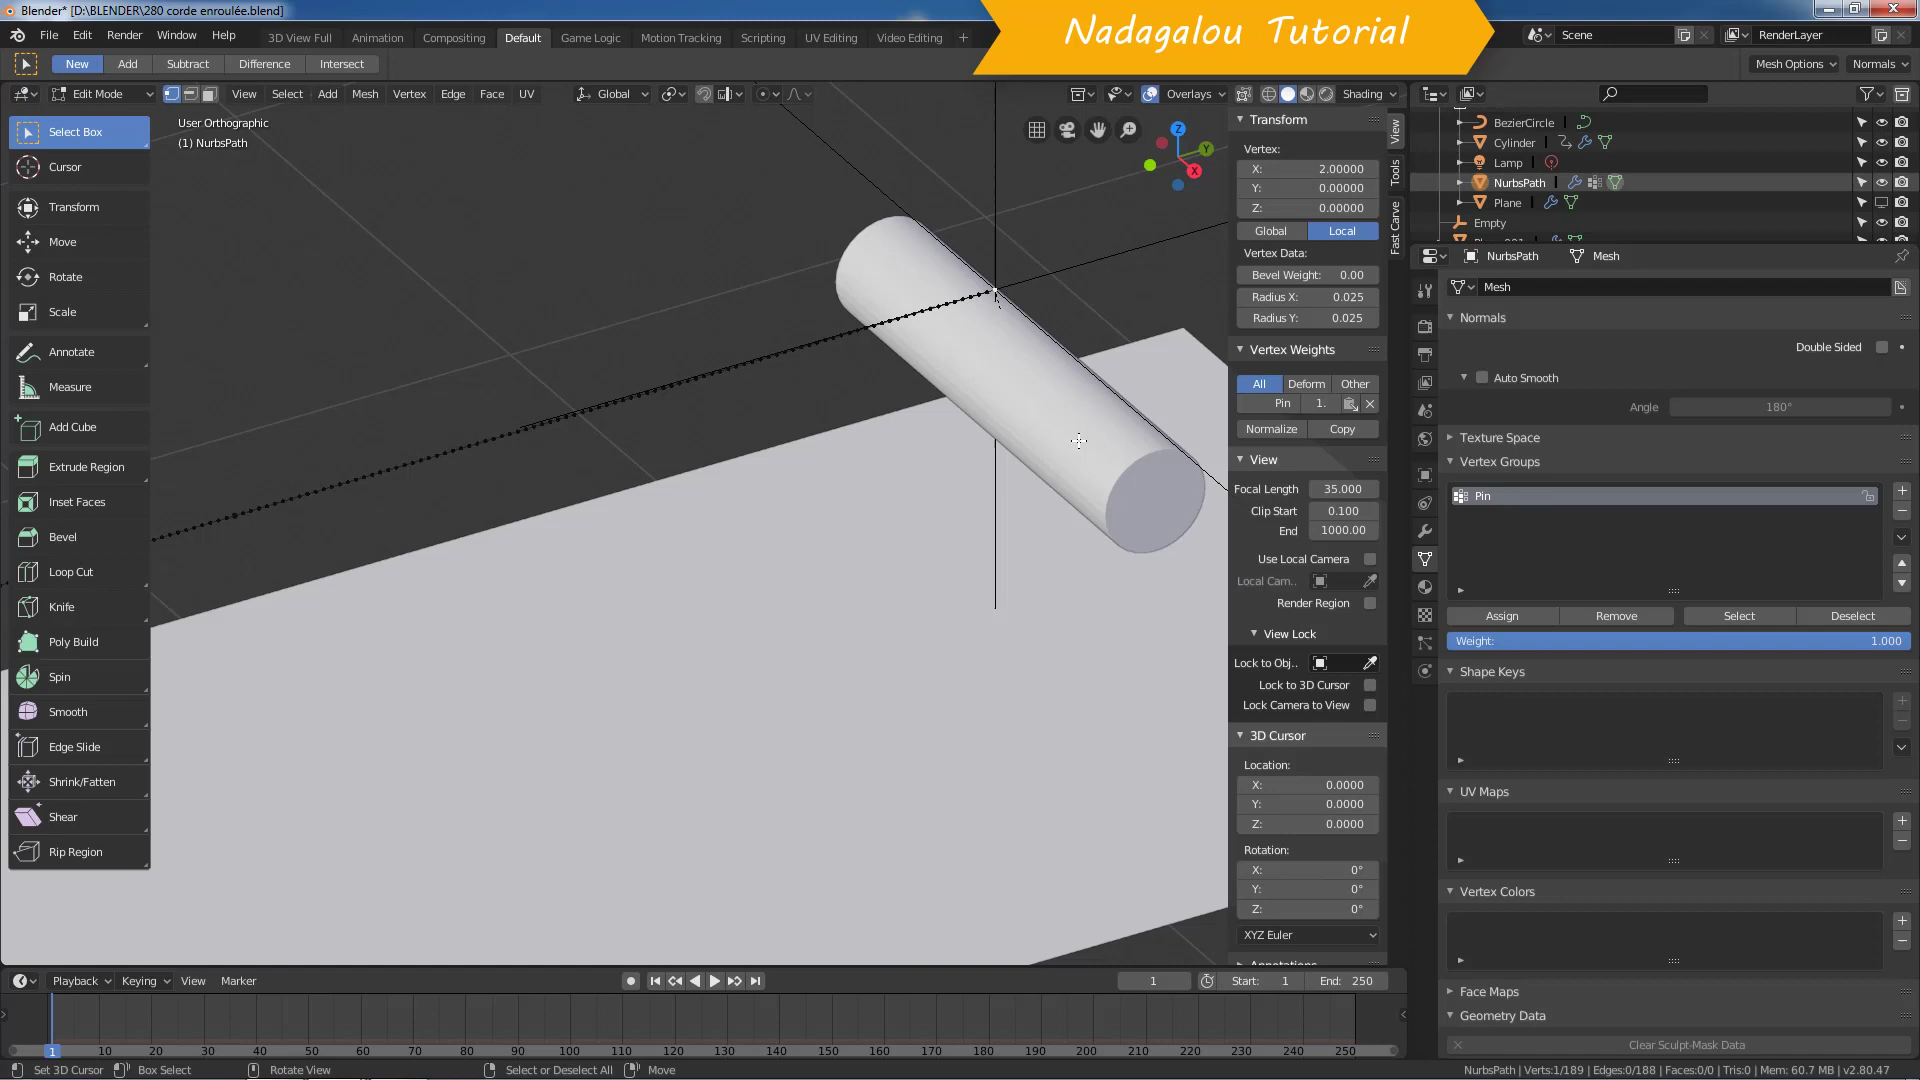 Blender* [D:\BLENDER\280 corde enroulée.blend]
Nadagalou Tutorial
File Edit Render Window Help
3D View Full Animation Compositing Default Game Logic Motion Tracking Scripting UV Editing Video Editing +
Scene
RenderLayer
New Add Subtract Difference Intersect
Mesh Options Normals
Edit Mode View Select Add Mesh Vertex Edge Face UV Global Overlays Shading
Select Box
Cursor
Transform
Move
Rotate
Scale
Annotate
Measure
Add Cube
Extrude Region
Inset Faces
Bevel
Loop Cut
Knife
Poly Build
Spin
Smooth
Edge Slide
Shrink/Fatten
Shear
Rip Region
User Orthographic
(1) NurbsPath
Z
Y
X
Transform
Vertex:
X: 2.00000
Y: 0.00000
Z: 0.00000
Global Local
Vertex Data:
Bevel Weight: 0.00
Radius X: 0.025
Radius Y: 0.025
Vertex Weights
All Deform Other
Pin 1.
Normalize Copy
View
Focal Length 35.000
Clip Start 0.100
End 1000.00
Use Local Camera
Local Cam..
Render Region
View Lock
Lock to Obj..
Lock to 3D Cursor
Lock Camera to View
3D Cursor
Location:
X: 0.0000
Y: 0.0000
Z: 0.0000
Rotation:
X: 0°
Y: 0°
Z: 0°
XYZ Euler
View
Tools
Fast Carve
BezierCircle
Cylinder
Lamp
NurbsPath
Plane
Empty
NurbsPath Mesh
Mesh
Normals
Double Sided
Auto Smooth
Angle 180°
Texture Space
Vertex Groups
Pin
Assign Remove Select Deselect
Weight: 1.000
Shape Keys
UV Maps
Vertex Colors
Face Maps
Geometry Data
Clear Sculpt-Mask Data
Playback Keying View Marker
1 Start: 1 End: 250
1 10 20 30 40 50 60 70 80 90 100 110 120 130 140 150 160 170 180 190 200 210 220 230 240 250
Set 3D Cursor Box Select Rotate View Select or Deselect All Move
NurbsPath | Verts:1/189 | Edges:0/188 | Faces:0/0 | Tris:0 | Mem: 60.7 MB | v2.80.47